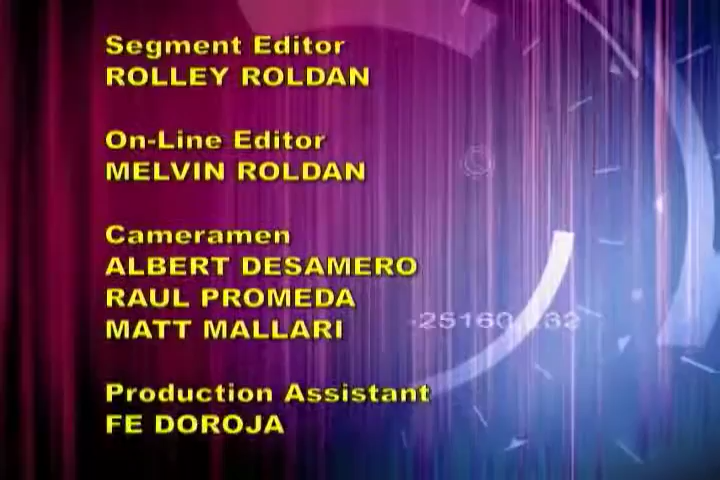 Segment Editor
ROLLEY ROLDAN
On-Line Editor
MELVIN ROLDAN
Cameramen
ALBERT DESAMERO
RAUL PROMEDA
MATT MALLARI
Production Assistant
FE DOROJA